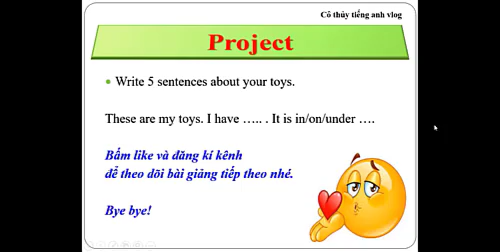 Cô thủy tiếng anh vlog
Project
Write 5 sentences about your toys.
These are my toys. I have ….. . It is in/on/under ….
Bấm like và đăng kí kênh
để theo dõi bài giảng tiếp theo nhé.
Bye bye!